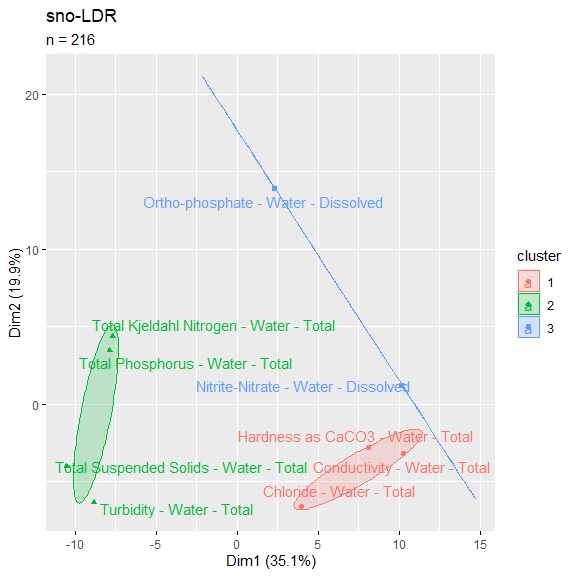 sno-LDR
n = 216
20
10
0
Dim2 (19.9%)
Ortho-phosphate - Water - Dissolved
Total Kjeldahl Nitrogen - Water - Total
Total Phosphorus - Water - Total
Nitrite-Nitrate - Water - Dissolved
Hardness as CaCO3 - Water - Total
Total Suspended Solids - Water - Total
Conductivity - Water - Total
Chloride - Water - Total
Turbidity - Water - Total
-10
-5
0
5
10
15
Dim1 (35.1%)
cluster
a 1
a 2
a 3